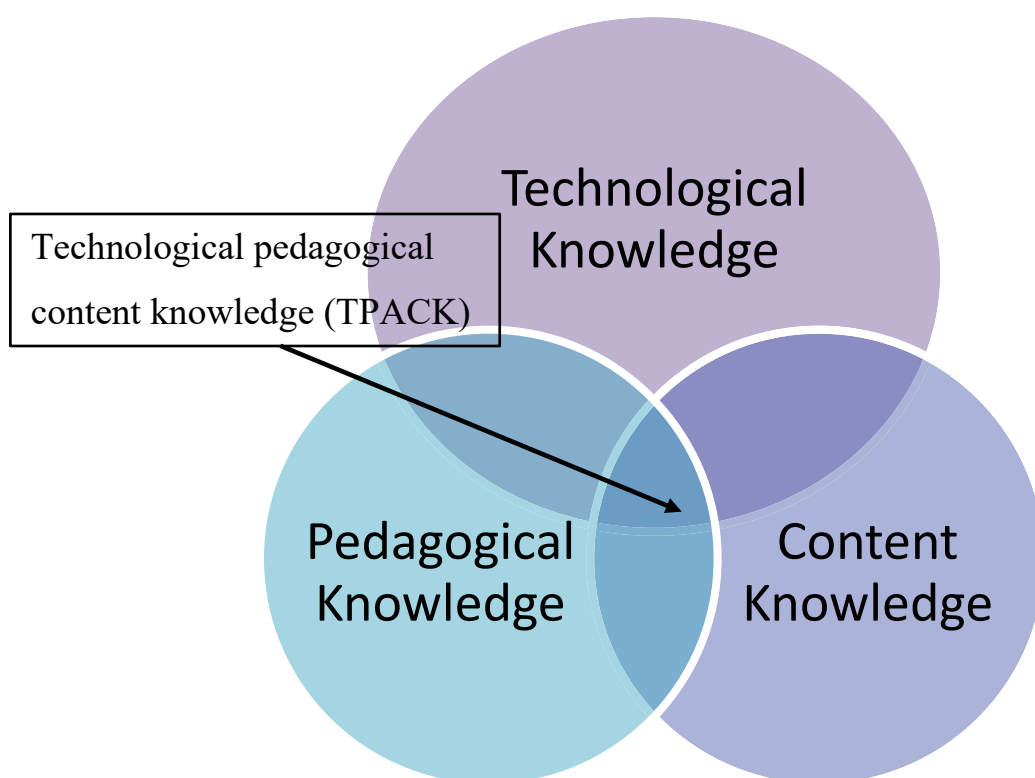 Technological
Knowledge
Technological pedagogical
content knowledge (TPACK)
Pedagogical
Knowledge
Content
Knowledge